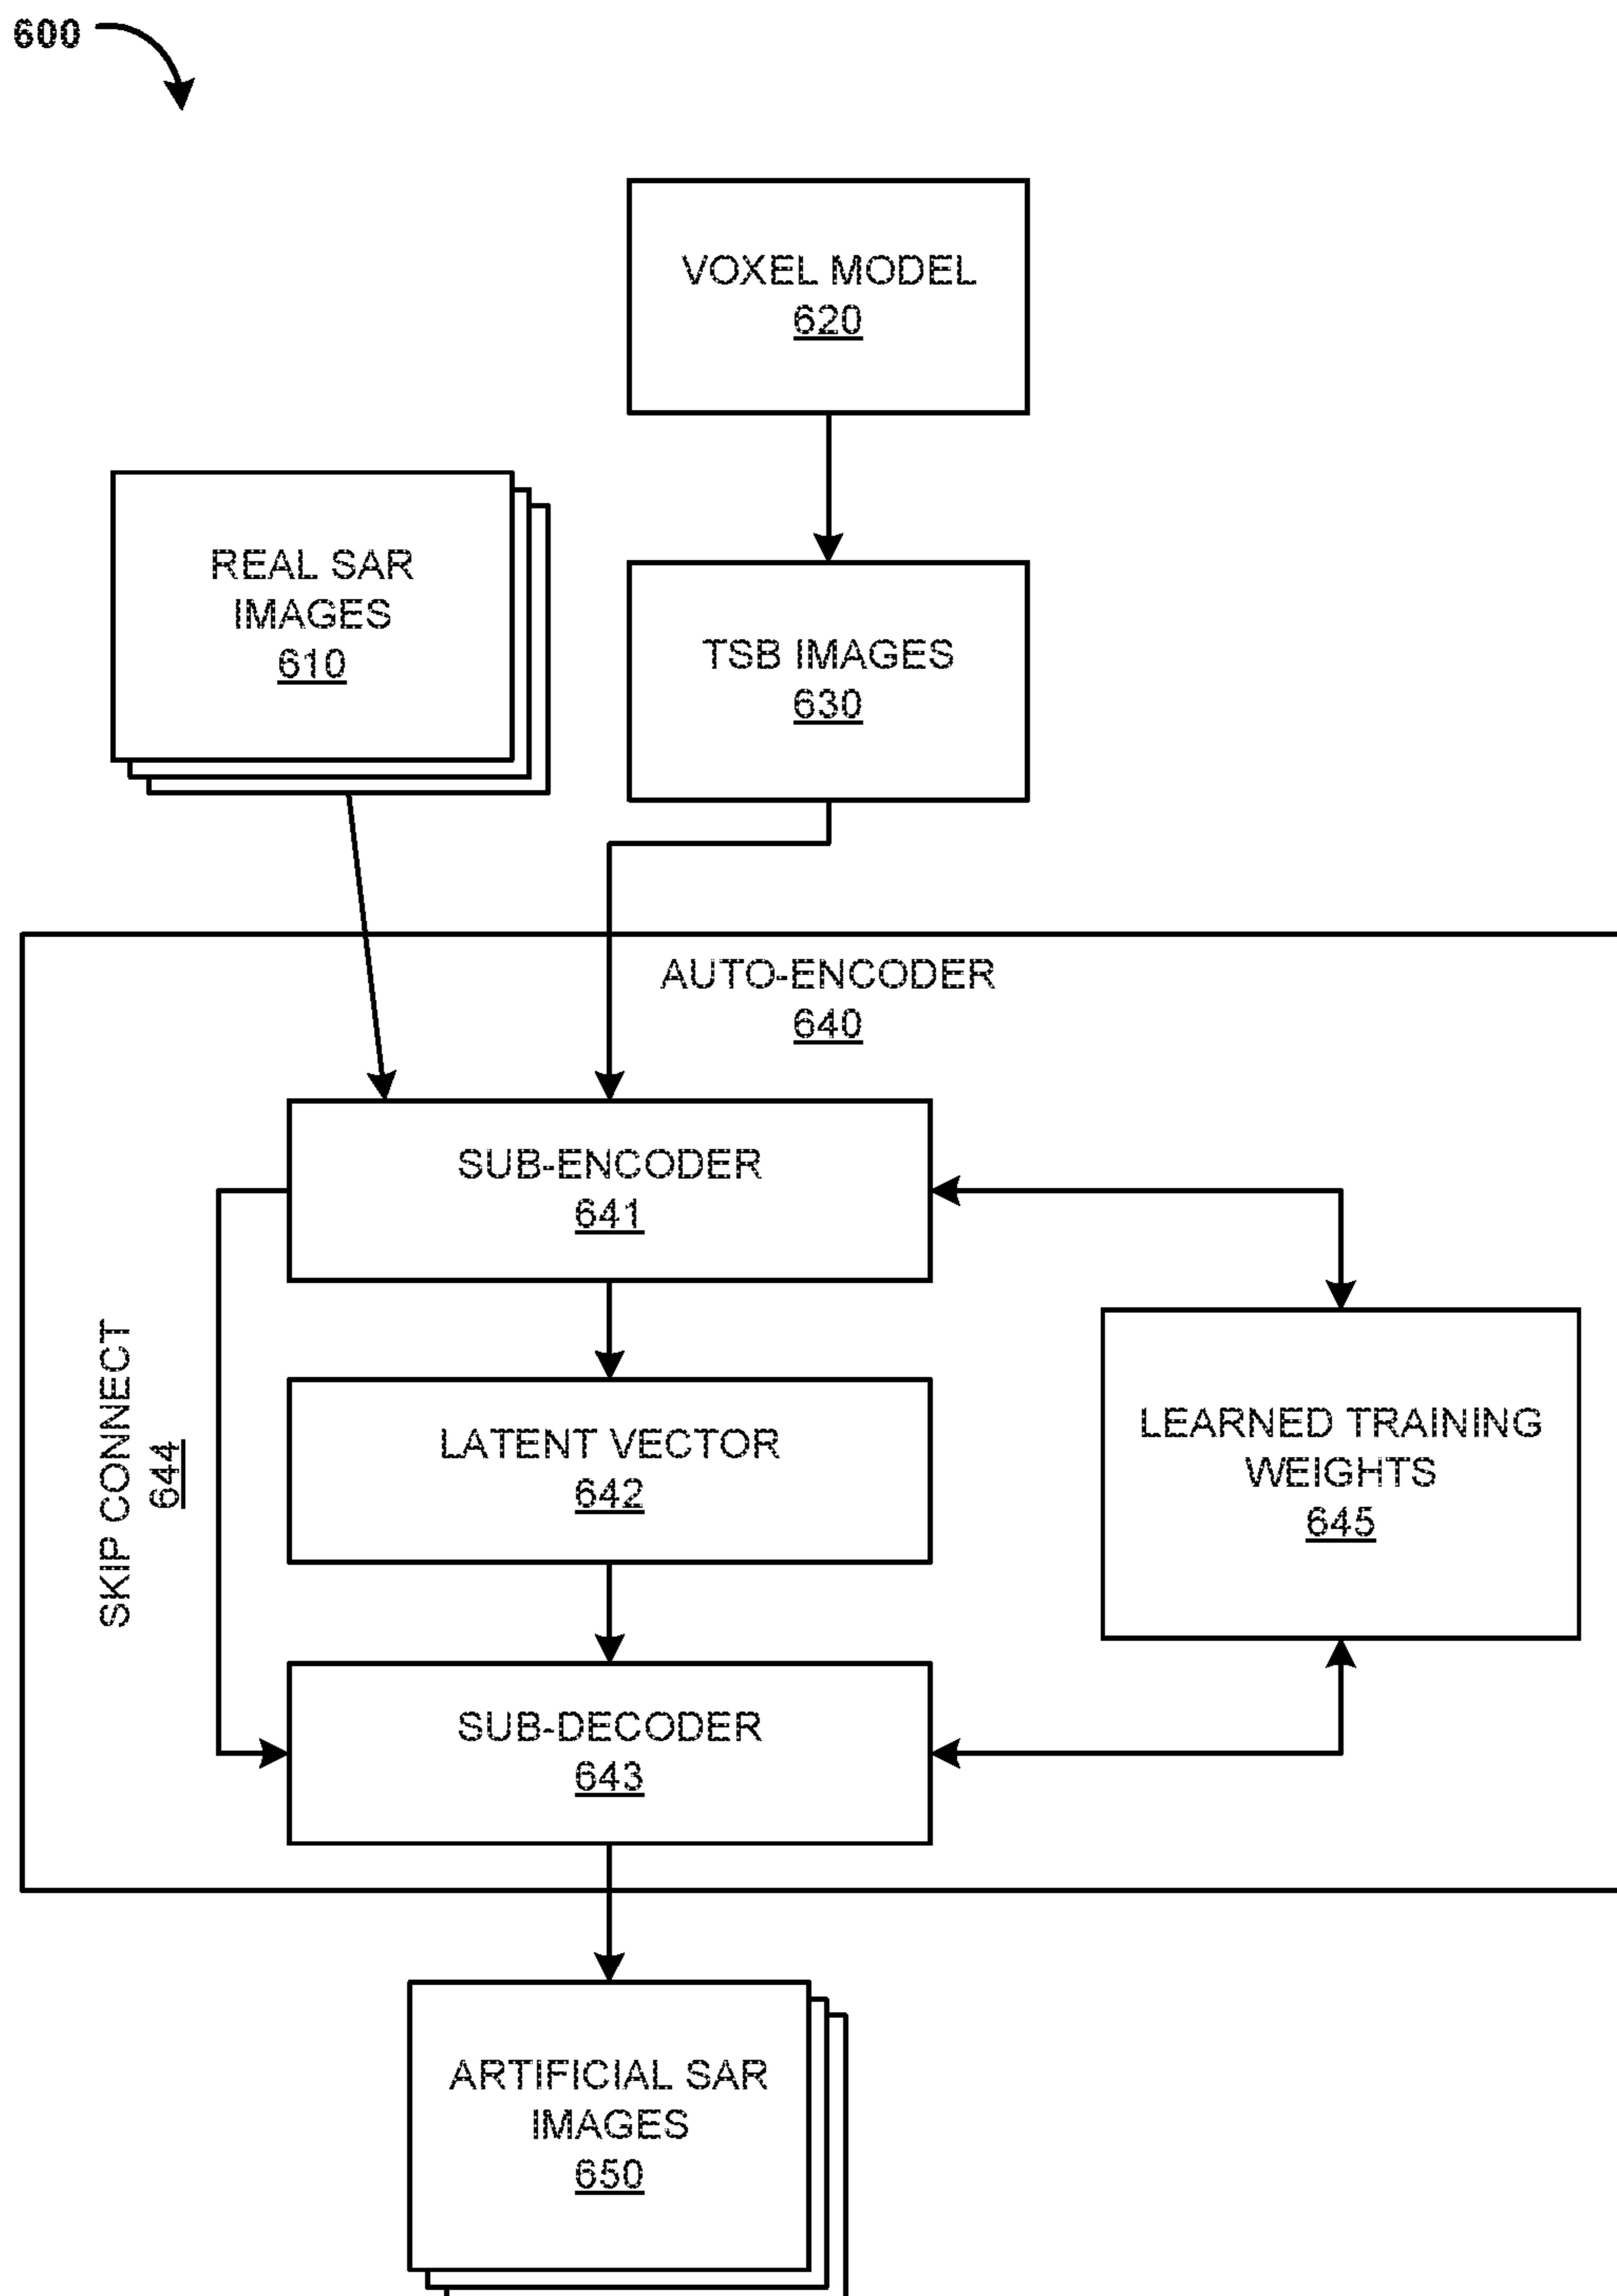 600
VOXEL MODEL
620
REAL SAR
IMAGES
610
TSB IMAGES
630
AUTO-ENCODER
640
SUB-ENCODER
641
SKIP CONNECT
644
LATENT VECTOR
642
LEARNED TRAINING
WEIGHTS
645
SUB-DECODER
643
ARTIFICIAL SAR
IMAGES
650